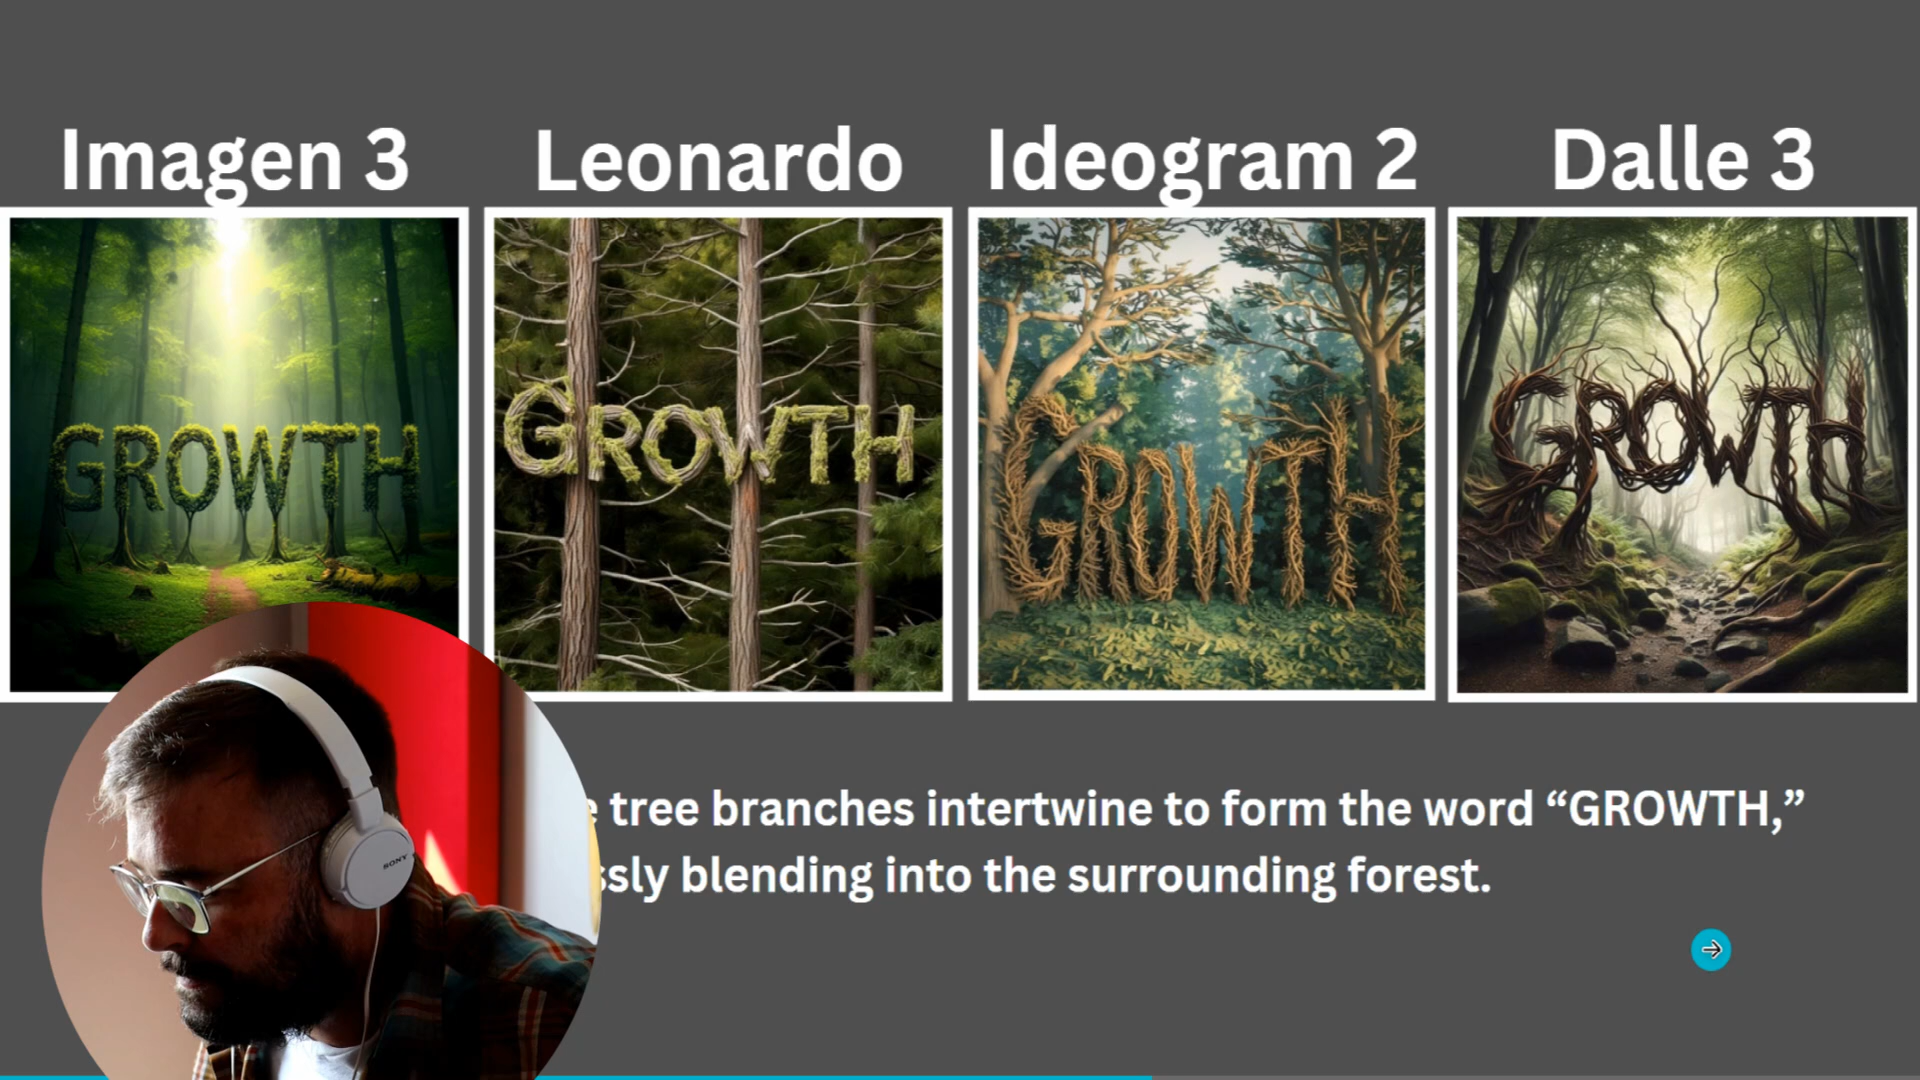 Imagen 3 Leonardo Ideogram 2 Dalle 3
GROWTH GROWTH GROWTH GROWTH
tree branches intertwine to form the word “GROWTH,”
blending into the surrounding forest.
SONY